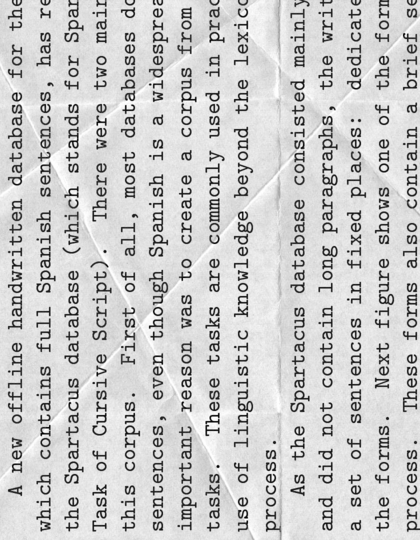 A new offline handwritten database for the
which contains full Spanish sentences, has re
the Spartacus database (which stands for Spar
Task of Cursive Script). There were two main
this corpus. First of all, most databases do
sentences, even though Spanish is a widesprea
important reason was to create a corpus from
tasks. These tasks are commonly used in prac
use of linguistic knowledge beyond the lexico
process.
As the Spartacus database consisted mainly
and did not contain long paragraphs, the writ
a set of sentences in fixed places: dedicate
the forms. Next figure shows one of the form
process. These forms also contain a brief se